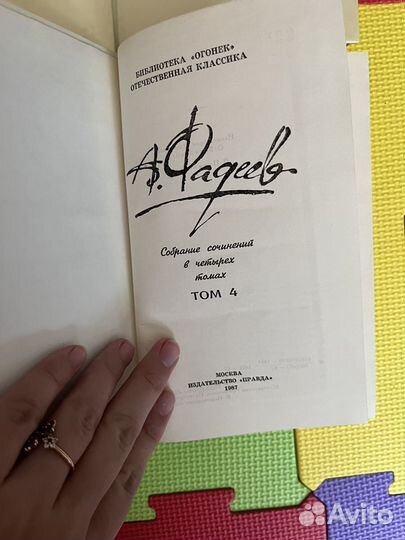 БИБЛИОТЕКА «ОГОНЕК»
ОТЕЧЕСТВЕННАЯ КЛАССИКА
А. Фадеев
Собрание сочинений
в четырех
томах
ТОМ 4
МОСКВА
ИЗДАТЕЛЬСТВО «ПРАВДА»
1987
Avito